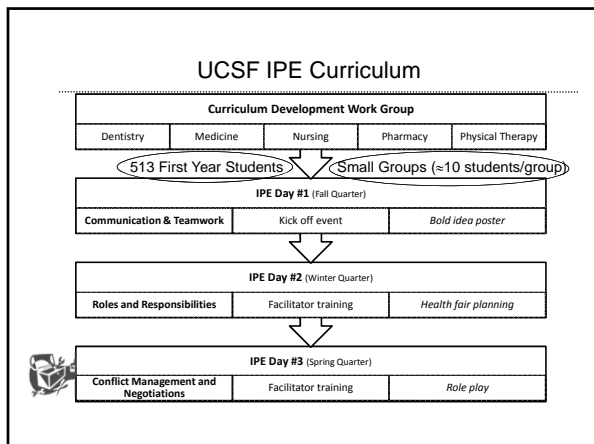 UCSF IPE Curriculum
Curriculum Development Work Group
Dentistry Medicine Nursing Pharmacy Physical Therapy
513 First Year Students Small Groups (≈10 students/group)
IPE Day #1 (Fall Quarter)
Communication & Teamwork Kick off event Bold idea poster
IPE Day #2 (Winter Quarter)
Roles and Responsibilities Facilitator training Health fair planning
IPE Day #3 (Spring Quarter)
Conflict Management and
Negotiations Facilitator training Role play